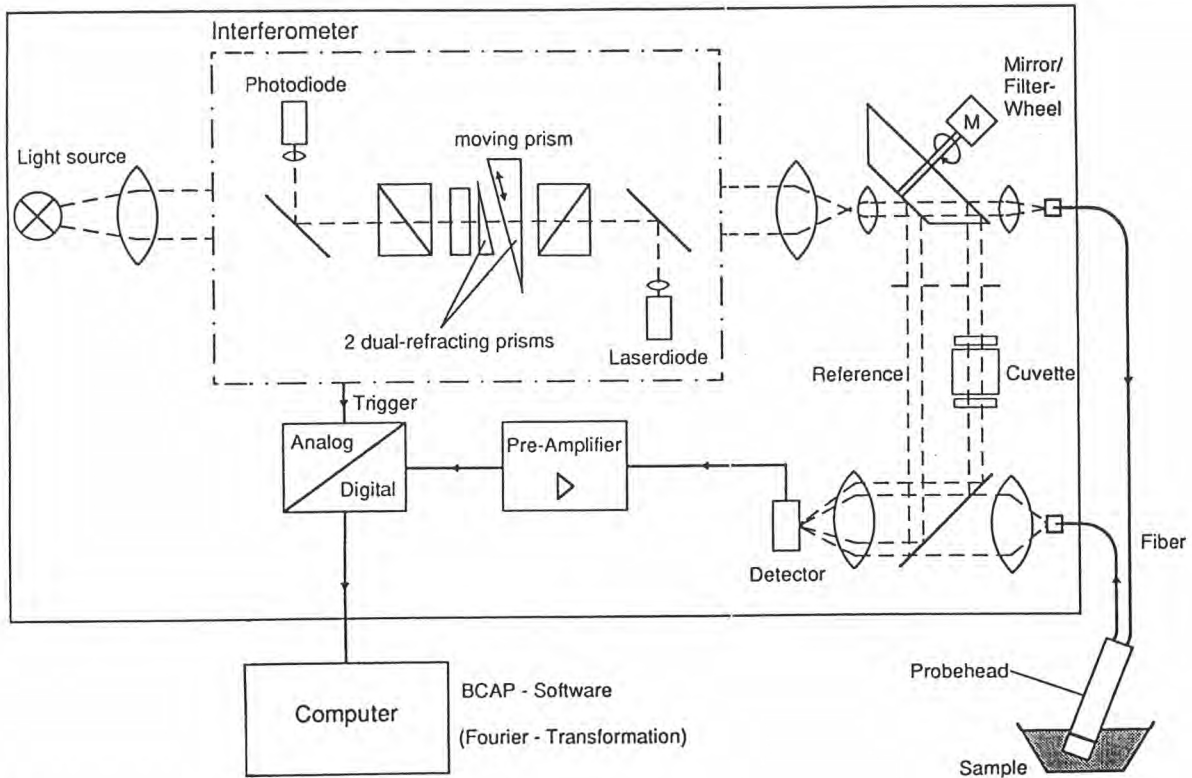 Interferometer
Photodiode
Mirror/
Filter-
Wheel
M
moving prism
Light source
2 dual-refracting prisms
Laserdiode
Reference
Cuvette
Trigger
Analog
Digital
Pre-Amplifier
Detector
Fiber
Probehead
Computer
BCAP - Software
(Fourier - Transformation)
Sample